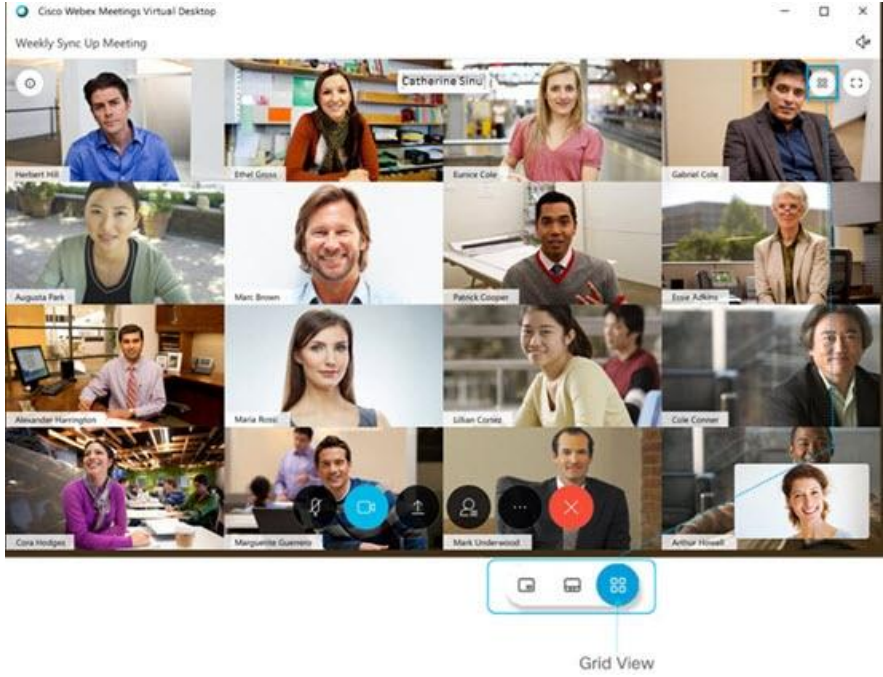 Cisco Webex Meetings Virtual Desktop
Weekly Sync Up Meeting
Catherine Sinu
Herbert Hill
Ethel Gross
Eunice Cole
Gabriel Cole
Augusta Park
Marc Brown
Patrick Cooper
Essie Adkins
Alexander Harrington
Maria Rossi
Lillian Cortez
Cole Conner
Cora Hodges
Marguerite Guerrero
Mark Underwood
Arthur Howell
Grid View